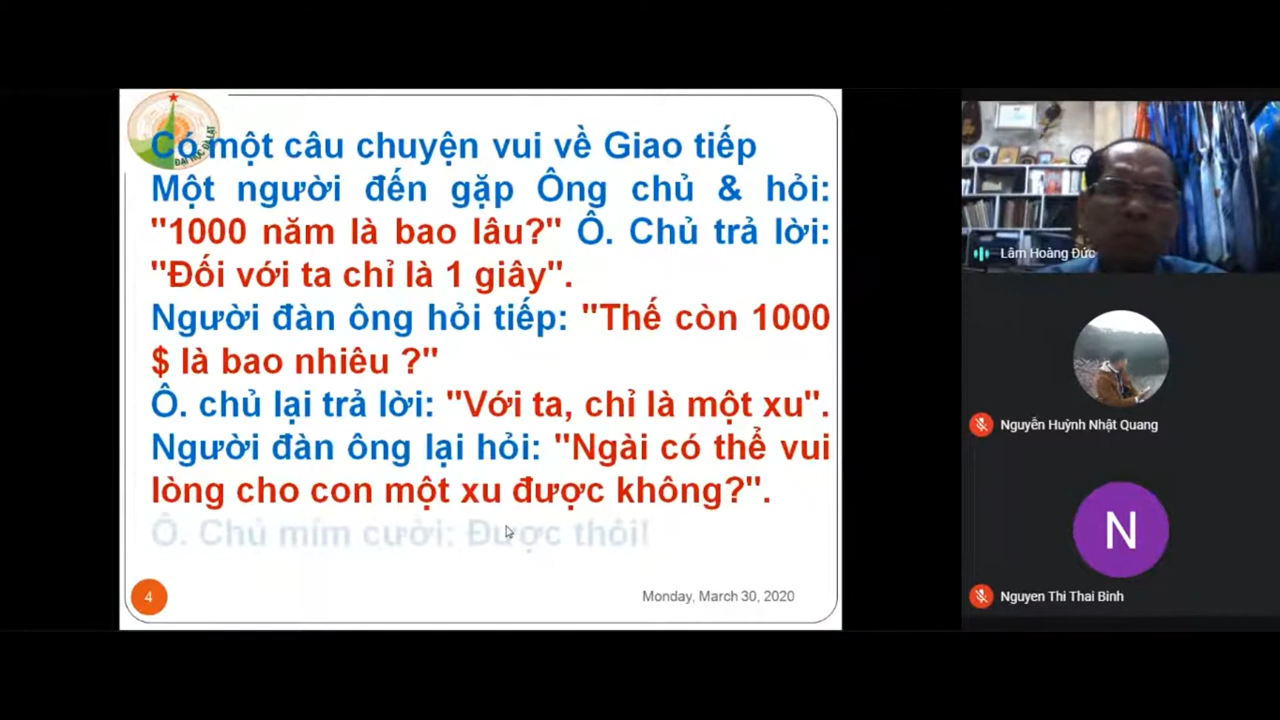 Có một câu chuyện vui về Giao tiếp
Một người đến gặp Ông chủ & hỏi:
"1000 năm là bao lâu?" Ô. Chủ trả lời:
"Đối với ta chỉ là 1 giây".
Người đàn ông hỏi tiếp: "Thế còn 1000
$ là bao nhiêu ?"
Ô. chủ lại trả lời: "Với ta, chỉ là một xu".
Người đàn ông lại hỏi: "Ngài có thể vui
lòng cho con một xu được không?".
Ô. Chủ mỉm cười: Được thôi!
4
Monday, March 30, 2020
ĐẠI HỌC ĐÀ LẠT
Lâm Hoàng Đức
Nguyễn Huỳnh Nhật Quang
N
Nguyen Thi Thai Binh